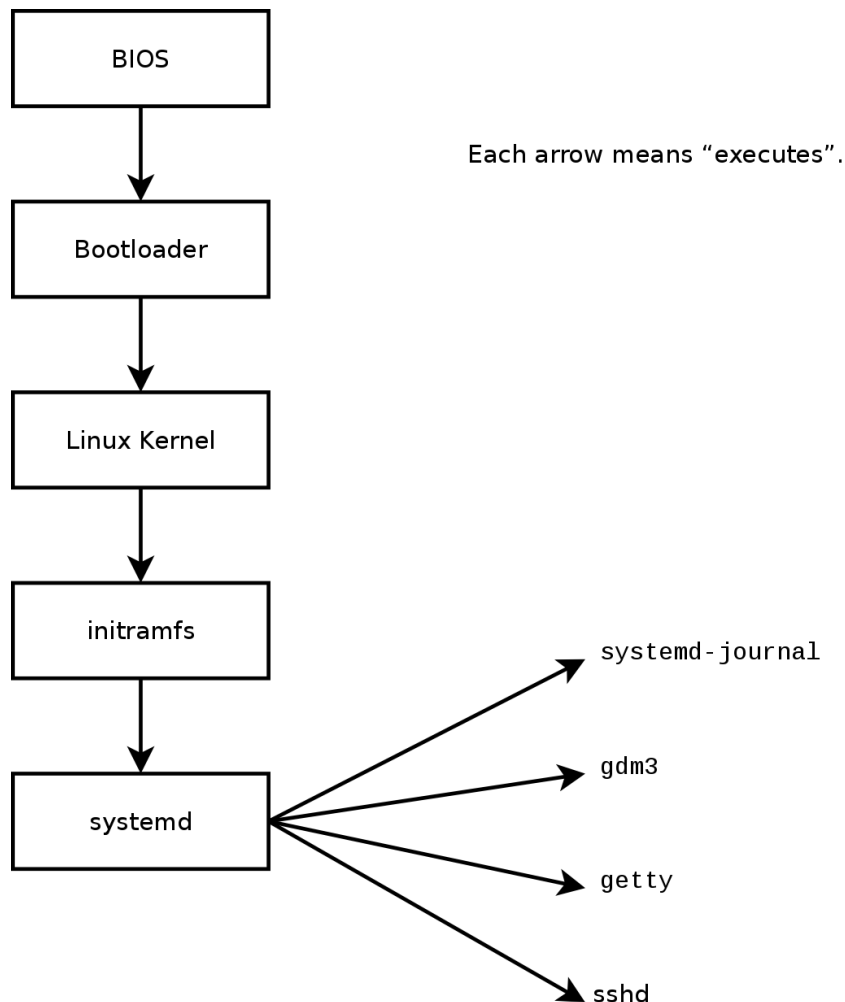 BIOS
Each arrow means “executes”.
Bootloader
Linux Kernel
initramfs
systemd-journal
gdm3
systemd
getty
sshd